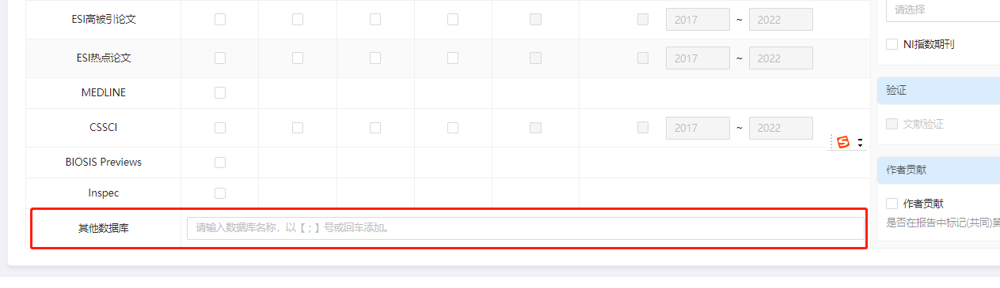 ESI高被引论文 2017 ~ 2022
请选择
NI指数期刊
ESI热点论文 2017 ~ 2022
MEDLINE
验证
CSSCI 2017 ~ 2022
文献验证
BIOSIS Previews
作者贡献
Inspec
作者贡献
是否在报告中标记(共同)第
其他数据库 请输入数据库名称，以【;】号或回车添加。